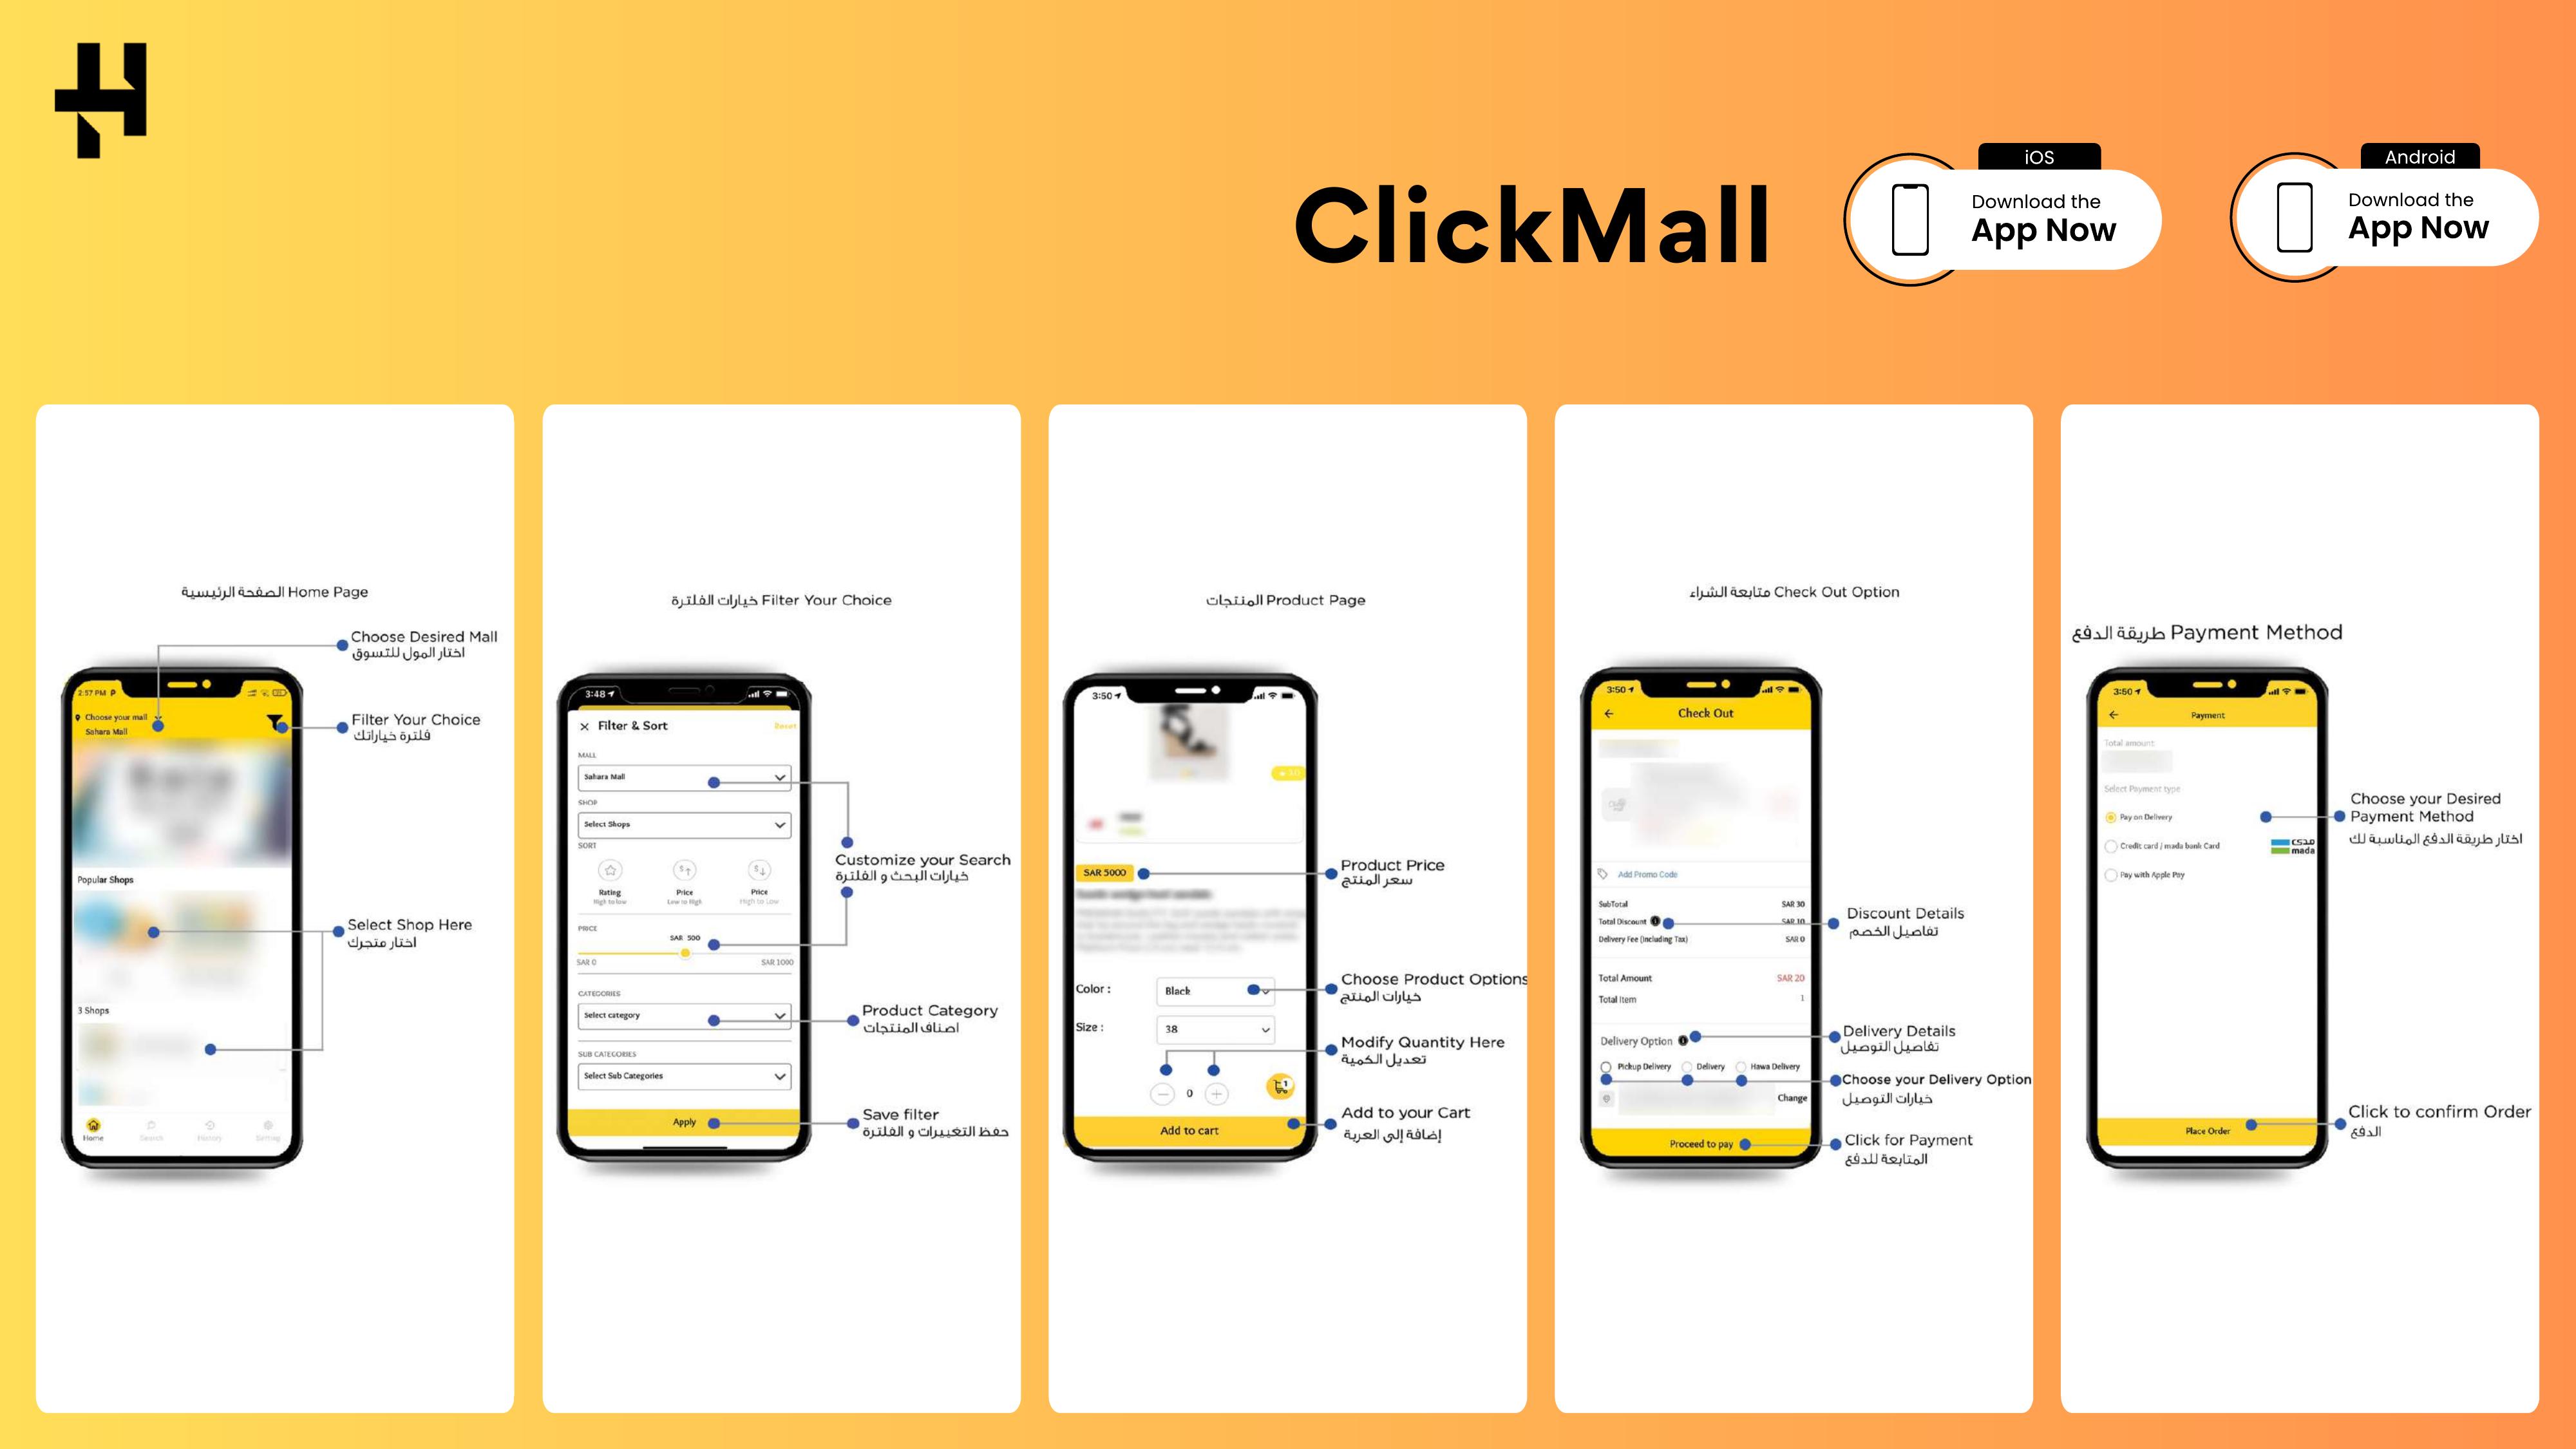 ClickMall
iOS
Download the
App Now
Android
Download the
App Now
الصفحة الرئيسية Home Page
Choose Desired Mall
اختار المول للتسوق
Filter Your Choice
فلترة خياراتك
Select Shop Here
اختار متجرك
2:57 PM
Choose your mall
Sahara Mall
Popular Shops
3 Shops
Home
Search
History
Setting
خيارات الفلترة Filter Your Choice
3:48
Filter & Sort
Reset
MALL
Sahara Mall
SHOP
Select Shops
SORT
Rating
High to low
Price
Low to High
Price
High to Low
PRICE
SAR 500
SAR 0
SAR 1000
CATEGORIES
Select category
SUB CATEGORIES
Select Sub Categories
Apply
Customize your Search
خيارات البحث و الفلترة
Product Category
اصناف المنتجات
Save filter
حفظ التغييرات و الفلترة
المنتجات Product Page
3:50
SAR 5000
Color :
Black
Size :
38
0
1
Add to cart
Product Price
سعر المنتج
Choose Product Options
خيارات المنتج
Modify Quantity Here
تعديل الكمية
Add to your Cart
إضافة إلى العربة
متابعة الشراء Check Out Option
3:50
Check Out
Add Promo Code
SubTotal
SAR 30
Total Discount
SAR 10
Delivery Fee (Including Tax)
SAR 0
Total Amount
SAR 20
Total Item
1
Delivery Option
Pickup Delivery
Delivery
Hawa Delivery
Change
Proceed to pay
Discount Details
تفاصيل الخصم
Delivery Details
تفاصيل التوصيل
Choose your Delivery Option
خيارات التوصيل
Click for Payment
المتابعة للدفع
طريقة الدفع Payment Method
3:50
Payment
Total amount
Select Payment type
Pay on Delivery
Credit card / mada bank Card
مدى
mada
Pay with Apple Pay
Place Order
Choose your Desired
Payment Method
اختار طريقة الدفع المناسبة لك
Click to confirm Order
الدفع